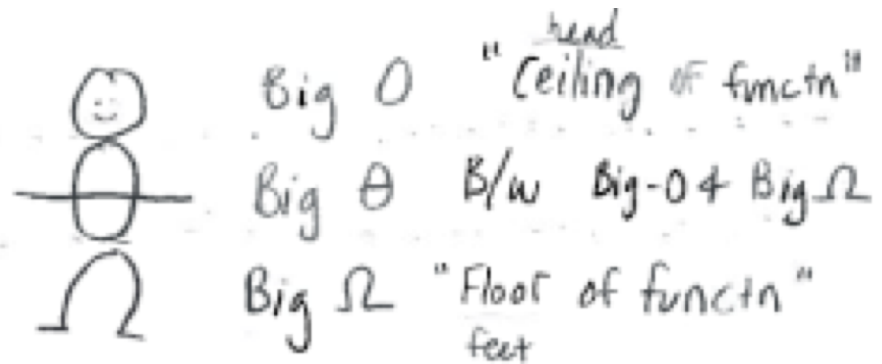 head
Big O "Ceiling of functn"
Big θ B/w Big-O & Big Ω
Big Ω "Floor of functn"
feet